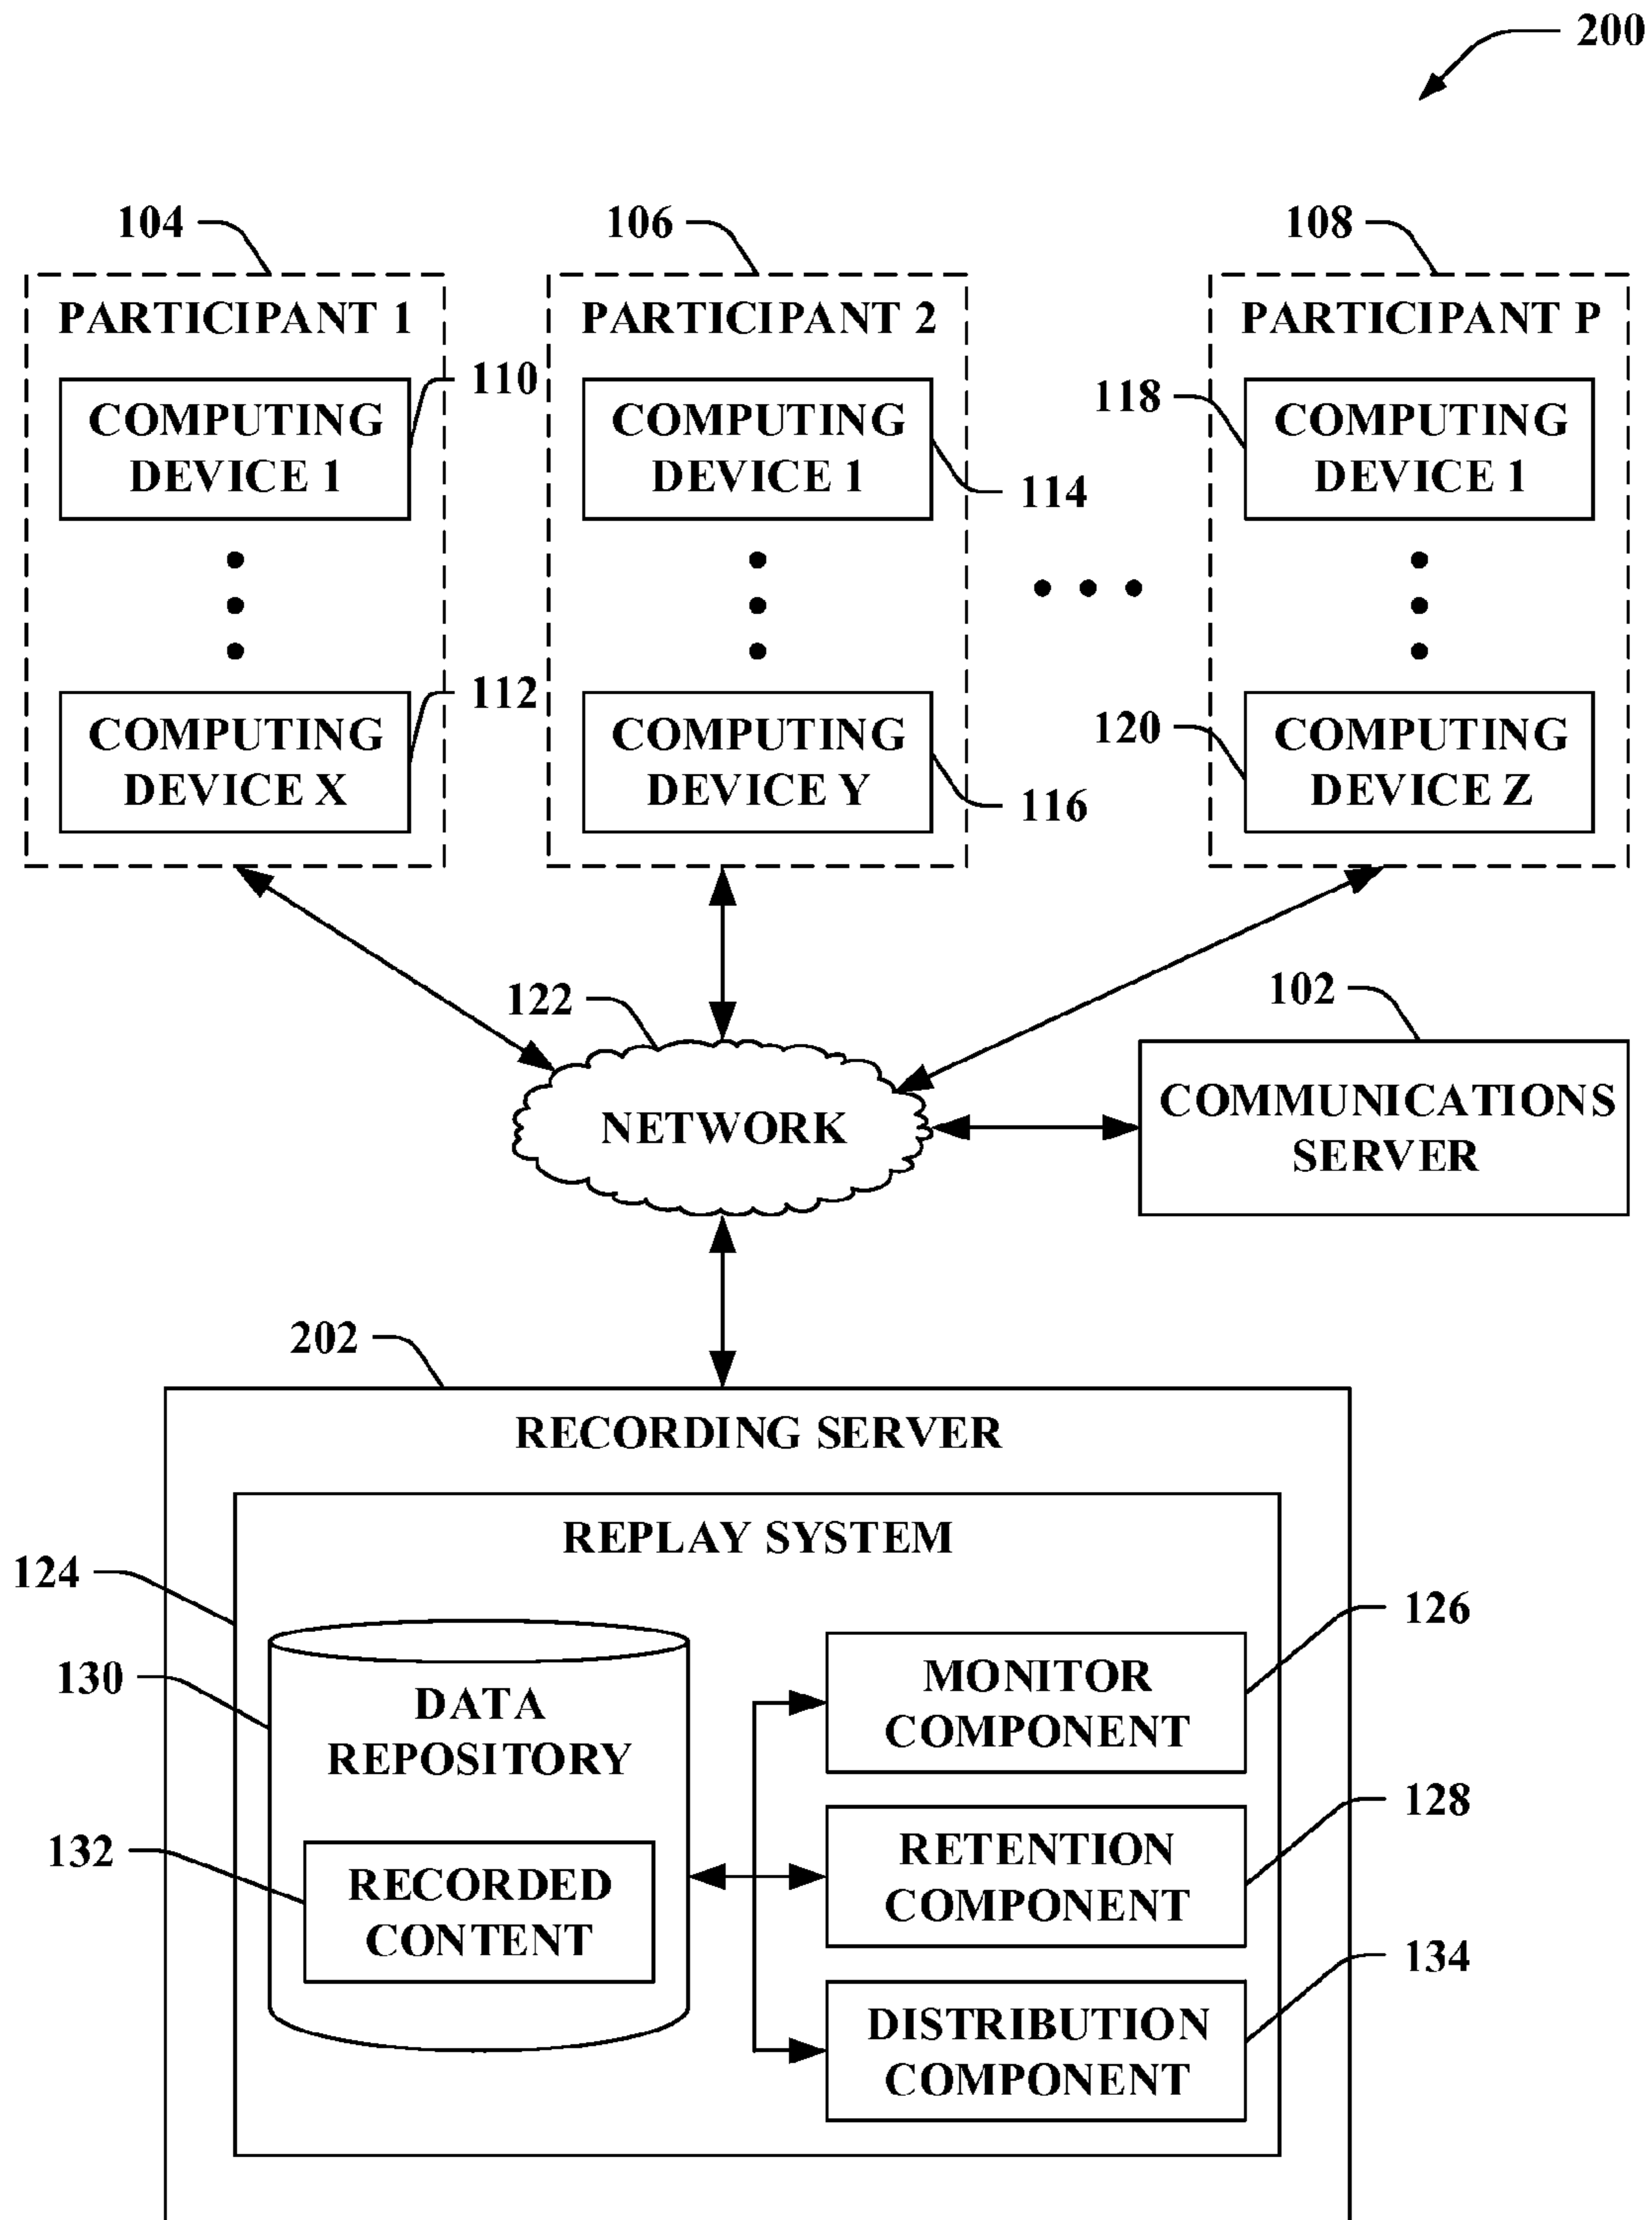 200
104
106
108
PARTICIPANT 1
PARTICIPANT 2
PARTICIPANT P
110
COMPUTING
DEVICE 1
COMPUTING
DEVICE 1
114
118
COMPUTING
DEVICE 1
112
COMPUTING
DEVICE X
COMPUTING
DEVICE Y
116
120
COMPUTING
DEVICE Z
122
NETWORK
102
COMMUNICATIONS
SERVER
202
RECORDING SERVER
REPLAY SYSTEM
124
130
DATA
REPOSITORY
132
RECORDED
CONTENT
MONITOR
COMPONENT
126
RETENTION
COMPONENT
128
DISTRIBUTION
COMPONENT
134